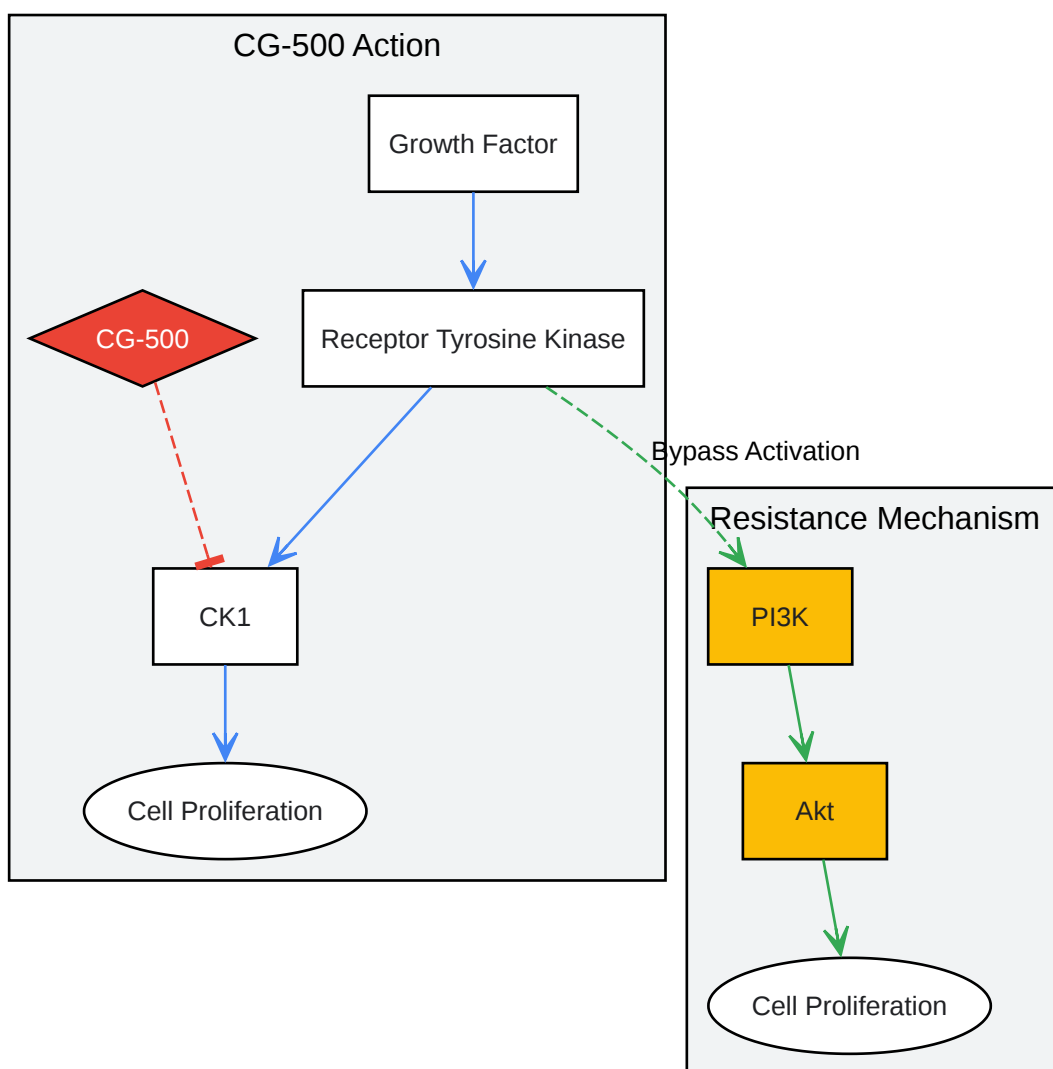 CG-500 Action
Growth Factor
CG-500
Receptor Tyrosine Kinase
Bypass Activation
Resistance Mechanism
CK1
PI3K
Cell Proliferation
Akt
Cell Proliferation